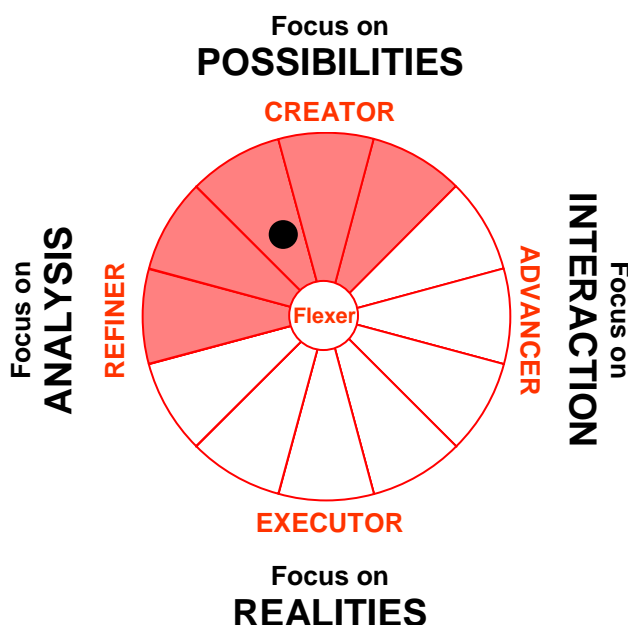 Focus on
POSSIBILITIES
CREATOR
Focus on
ANALYSIS
REFINER
Flexer
ADVANCER
INTERACTION
Focus on
EXECUTOR
Focus on
REALITIES